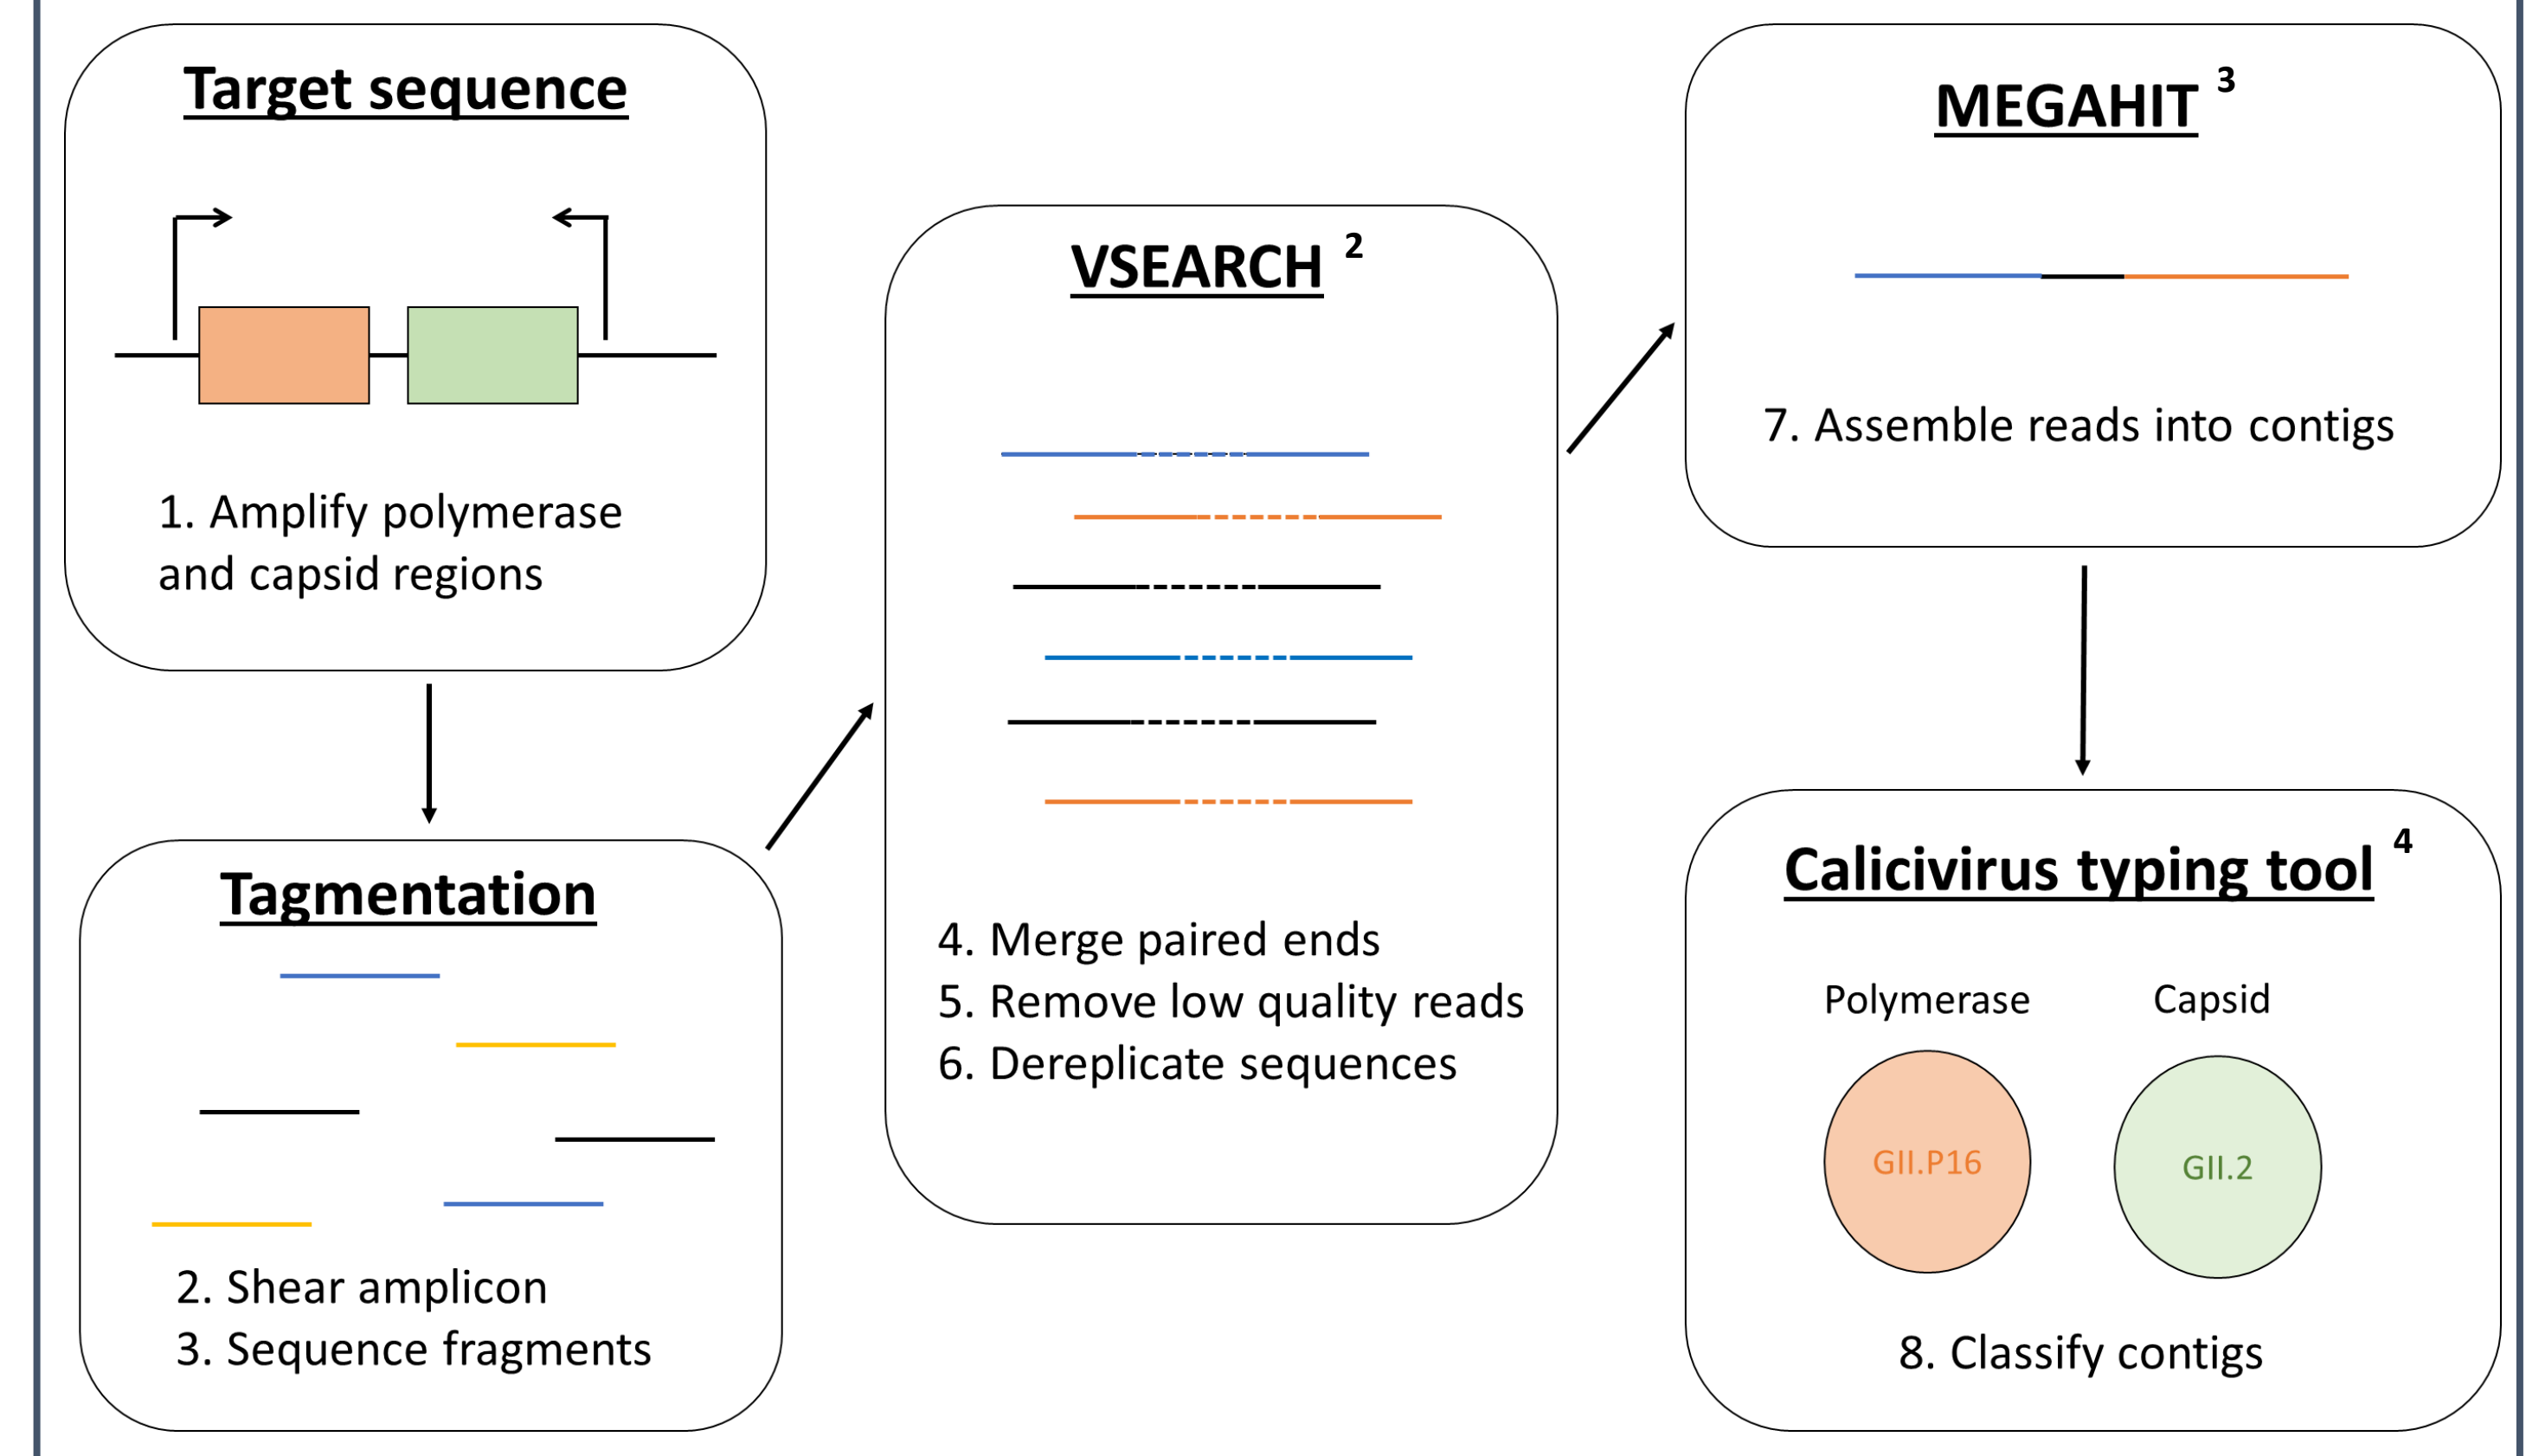 Target sequence
1. Amplify polymerase
and capsid regions
Tagmentation
2. Shear amplicon
3. Sequence fragments
VSEARCH 2
4. Merge paired ends
5. Remove low quality reads
6. Dereplicate sequences
MEGAHIT 3
7. Assemble reads into contigs
Calicivirus typing tool 4
Polymerase Capsid
GII.P16 GII.2
8. Classify contigs